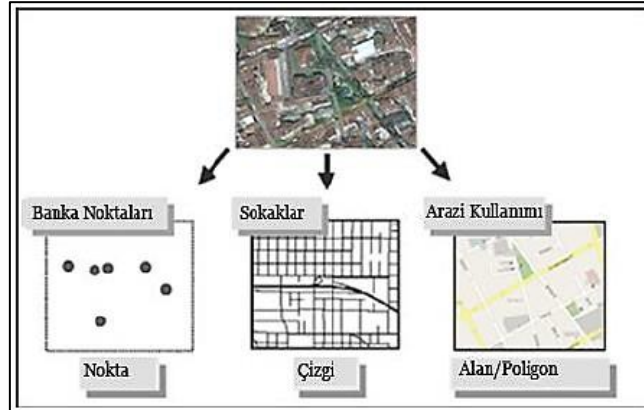 Banka Noktaları
Sokaklar
Arazi Kullanımı
Nokta
Çizgi
Alan/Poligon